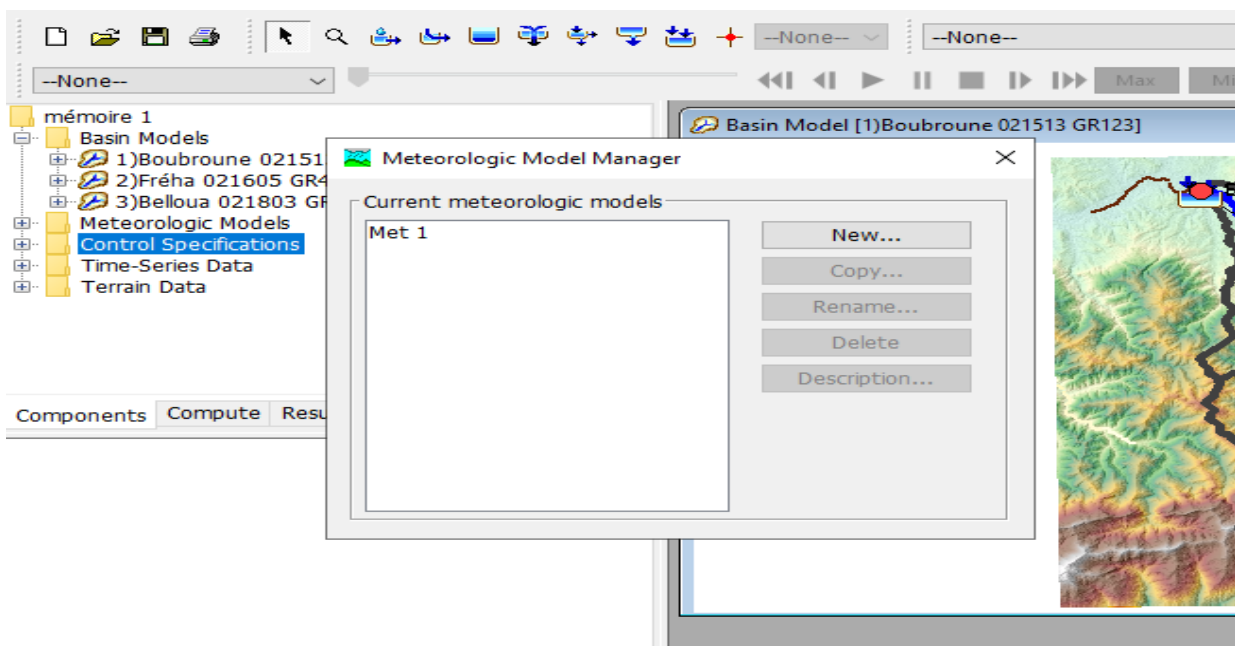 --None--
--None--
--None--
Max
Mi
mémoire 1
Basin Models
1)Boubroune 02151
2)Fréha 021605 GR4
3)Belloua 021803 GF
Meteorologic Models
Control Specifications
Time-Series Data
Terrain Data
Components Compute Resu
Meteorologic Model Manager
Current meteorologic models
Met 1
New...
Copy...
Rename...
Delete
Description...
Basin Model [1)Boubroune 021513 GR123]